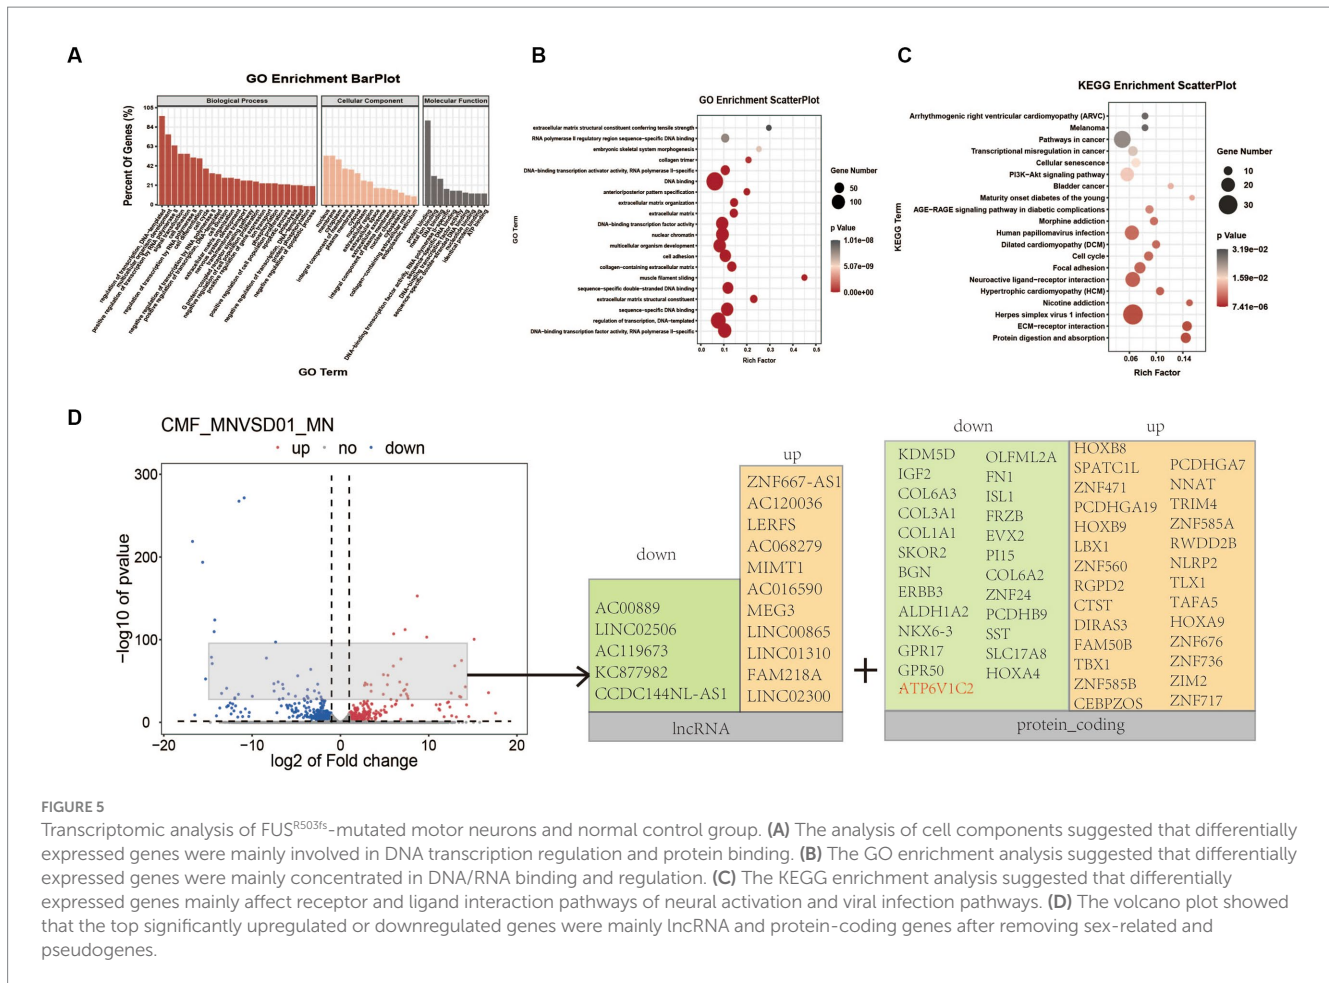 A
GO Enrichment BarPlot
Biological Process
Cellular Component
Molecular Function
Percent Of Genes (%)
105
84
63
42
21
0
GO Term
B
GO Enrichment ScatterPlot
GO Term
extracellular matrix structural constituent conferring tensile strength
RNA polymerase II regulatory region sequence-specific DNA binding
embryonic skeletal system morphogenesis
collagen trimer
DNA-binding transcription activator activity, RNA polymerase II-specific
DNA binding
anterior/posterior pattern specification
extracellular matrix organization
extracellular matrix
DNA-binding transcription factor activity
nuclear chromatin
multicellular organism development
cell adhesion
collagen-containing extracellular matrix
muscle filament sliding
sequence-specific double-stranded DNA binding
extracellular matrix structural constituent
sequence-specific DNA binding
regulation of transcription, DNA-templated
DNA-binding transcription factor activity, RNA polymerase II-specific
0.0 0.1 0.2 0.3 0.4 0.5
Rich Factor
Gene Number
50
100
p Value
1.01e-08
5.07e-09
0.00e+00
C
KEGG Enrichment ScatterPlot
KEGG Term
Arrhythmogenic right ventricular cardiomyopathy (ARVC)
Melanoma
Pathways in cancer
Transcriptional misregulation in cancer
Cellular senescence
PI3K-Akt signaling pathway
Bladder cancer
Maturity onset diabetes of the young
AGE-RAGE signaling pathway in diabetic complications
Morphine addiction
Human papillomavirus infection
Dilated cardiomyopathy (DCM)
Cell cycle
Focal adhesion
Neuroactive ligand-receptor interaction
Hypertrophic cardiomyopathy (HCM)
Nicotine addiction
Herpes simplex virus 1 infection
ECM-receptor interaction
Protein digestion and absorption
0.06 0.10 0.14
Rich Factor
Gene Number
10
20
30
p Value
3.19e-02
1.59e-02
7.41e-06
D
CMF_MNVSD01_MN
up no down
-log10 of pvalue
300
200
100
0
-20 -10 0 10 20
log2 of Fold change
down
AC00889
LINC02506
AC119673
KC877982
CCDC144NL-AS1
up
ZNF667-AS1
AC120036
LERFS
AC068279
MIMT1
AC016590
MEG3
LINC00865
LINC01310
FAM218A
LINC02300
lncRNA
+
down
KDM5D
IGF2
COL6A3
COL3A1
COL1A1
SKOR2
BGN
ERBB3
ALDH1A2
NKX6-3
GPR17
GPR50
ATP6V1C2
OLFML2A
FN1
ISL1
FRZB
EVX2
PI15
COL6A2
ZNF24
PCDHB9
SST
SLC17A8
HOXA4
up
HOXB8
SPATC1L
ZNF471
PCDHGA19
HOXB9
LBX1
ZNF560
RGPD2
CTST
DIRAS3
FAM50B
TBX1
ZNF585B
CEBPZOS
PCDHGA7
NNAT
TRIM4
ZNF585A
RWDD2B
NLRP2
TLX1
TAFA5
HOXA9
ZNF676
ZNF736
ZIM2
ZNF717
protein_coding
FIGURE 5
Transcriptomic analysis of FUSR503fs-mutated motor neurons and normal control group. (A) The analysis of cell components suggested that differentially
expressed genes were mainly involved in DNA transcription regulation and protein binding. (B) The GO enrichment analysis suggested that differentially
expressed genes were mainly concentrated in DNA/RNA binding and regulation. (C) The KEGG enrichment analysis suggested that differentially
expressed genes mainly affect receptor and ligand interaction pathways of neural activation and viral infection pathways. (D) The volcano plot showed
that the top significantly upregulated or downregulated genes were mainly lncRNA and protein-coding genes after removing sex-related and
pseudogenes.